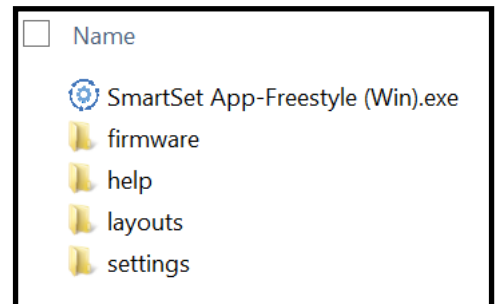 Name
SmartSet App-Freestyle (Win).exe
firmware
help
layouts
settings